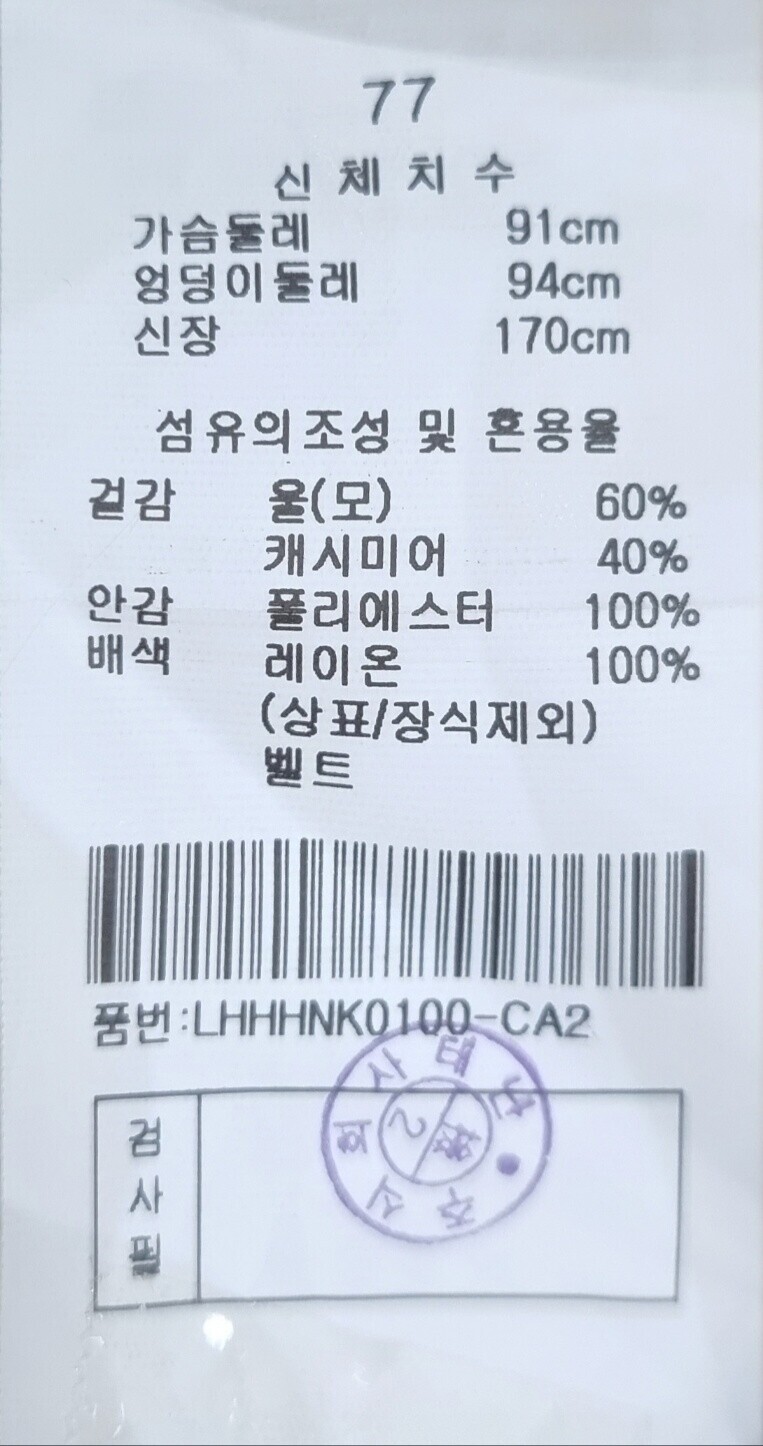 77
신체치수
가슴둘레 91cm
엉덩이둘레 94cm
신장 170cm
섬유의조성 및 혼용율
겉감 울(모) 60%
캐시미어 40%
안감 폴리에스터 100%
배색 레이온 100%
(상표/장식제외)
벨트
품번:LHHHNK0100-CA2
검사필